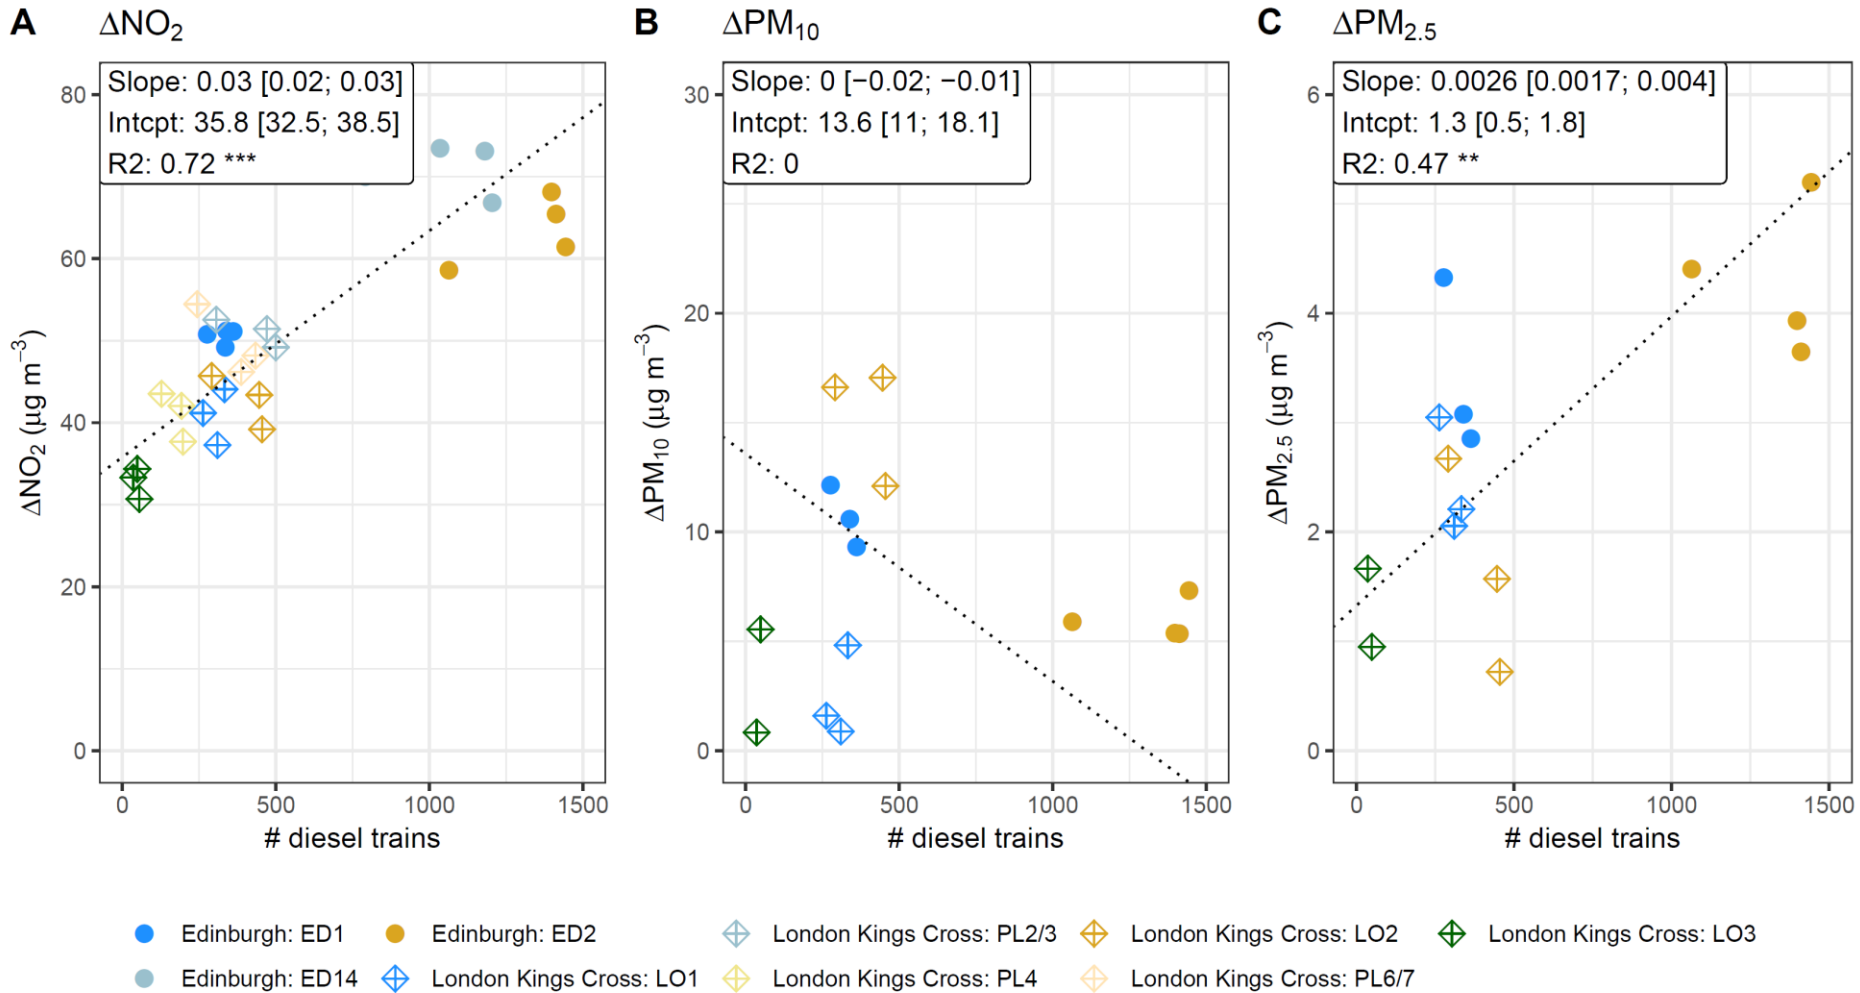 A ΔNO₂
B ΔPM₁₀
C ΔPM₂.₅
Slope: 0.03 [0.02; 0.03]
Intcpt: 35.8 [32.5; 38.5]
R2: 0.72 ***
Slope: 0 [−0.02; −0.01]
Intcpt: 13.6 [11; 18.1]
R2: 0
Slope: 0.0026 [0.0017; 0.004]
Intcpt: 1.3 [0.5; 1.8]
R2: 0.47 **
80
60
40
20
0
ΔNO₂ (µg m⁻³)
0 500 1000 1500
# diesel trains
30
20
10
0
ΔPM₁₀ (µg m⁻³)
0 500 1000 1500
# diesel trains
6
4
2
0
ΔPM₂.₅ (µg m⁻³)
0 500 1000 1500
# diesel trains
Edinburgh: ED1 Edinburgh: ED2 London Kings Cross: PL2/3 London Kings Cross: LO2 London Kings Cross: LO3
Edinburgh: ED14 London Kings Cross: LO1 London Kings Cross: PL4 London Kings Cross: PL6/7